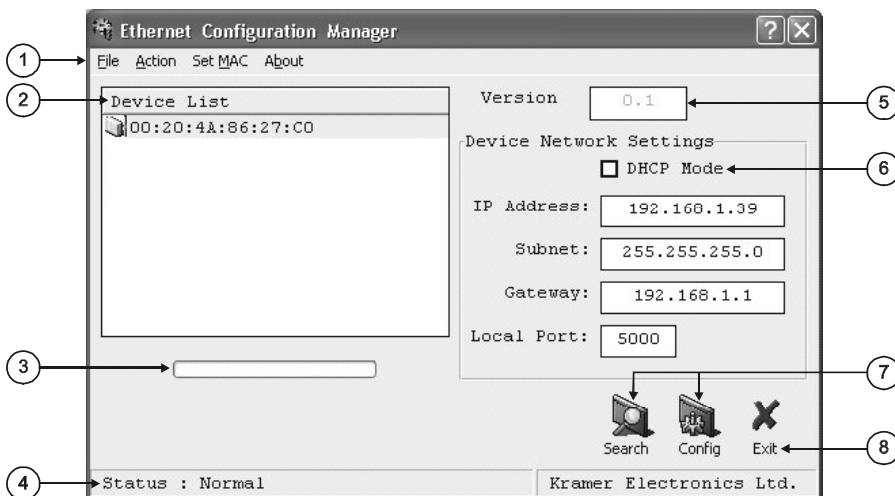 Ethernet Configuration Manager
File Action Set MAC About
Device List
00:20:4A:86:27:C0
Version 0.1
Device Network Settings
DHCP Mode
IP Address: 192.168.1.39
Subnet: 255.255.255.0
Gateway: 192.168.1.1
Local Port: 5000
Search Config Exit
Status : Normal
Kramer Electronics Ltd.
1
2
3
4
5
6
7
8